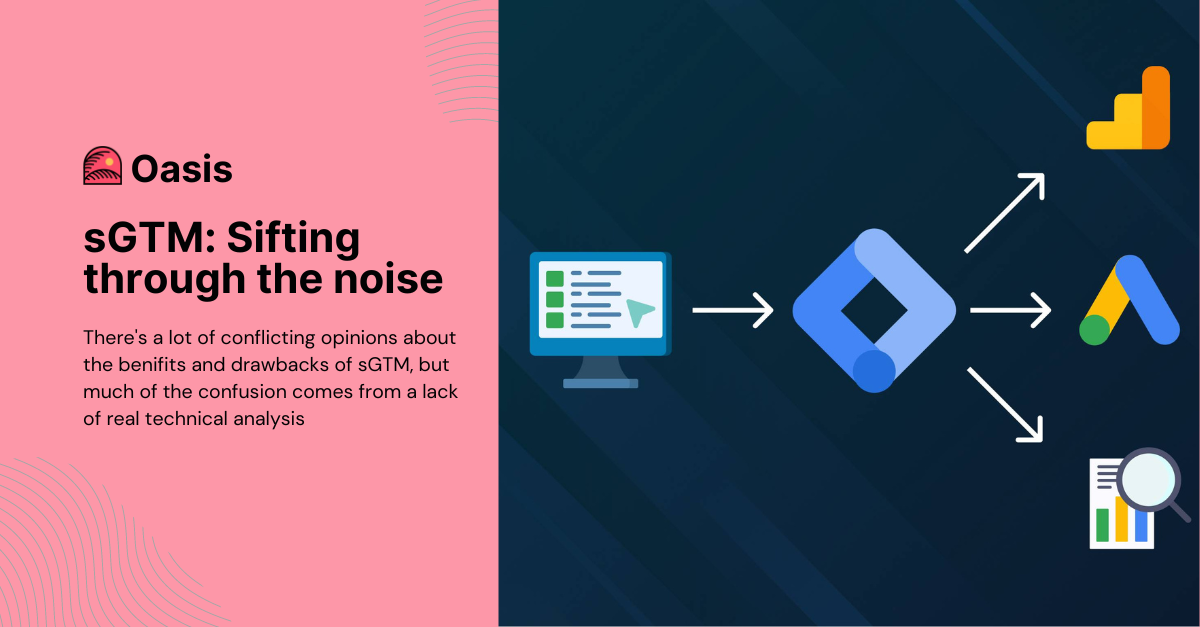 Oasis
sGTM: Sifting
through the noise
There's a lot of conflicting opinions about
the benifits and drawbacks of sGTM, but
much of the confusion comes from a lack
of real technical analysis